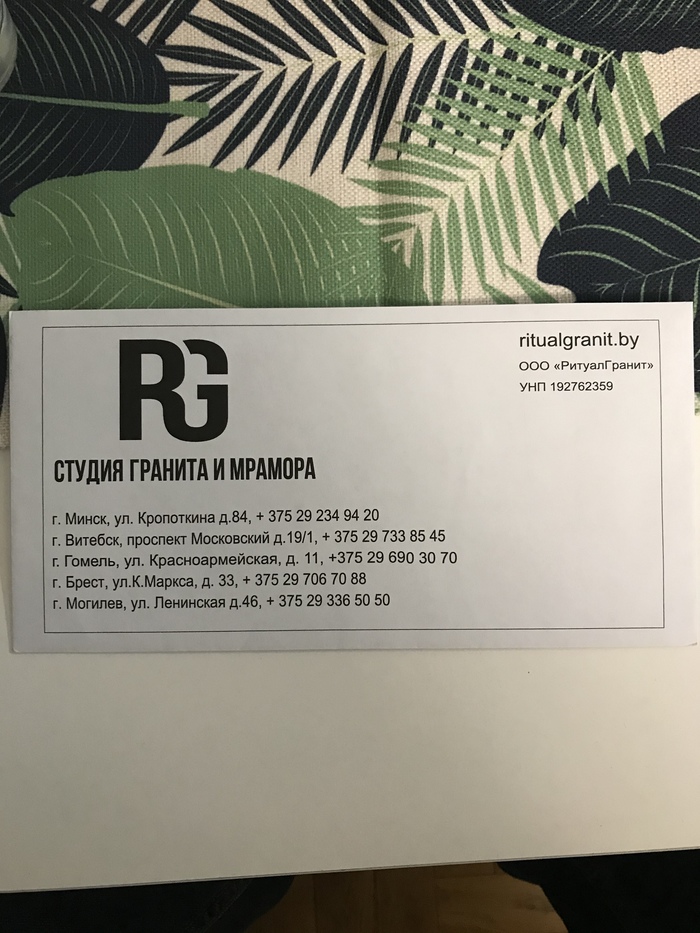 RG
СТУДИЯ ГРАНИТА И МРАМОРА
ritualgranit.by
ООО «РитуалГранит»
УНП 192762359
г. Минск, ул. Кропоткина д.84, + 375 29 234 94 20
г. Витебск, проспект Московский д.19/1, + 375 29 733 85 45
г. Гомель, ул. Красноармейская, д. 11, +375 29 690 30 70
г. Брест, ул.К.Маркса, д. 33, + 375 29 706 70 88
г. Могилев, ул. Ленинская д.46, + 375 29 336 50 50